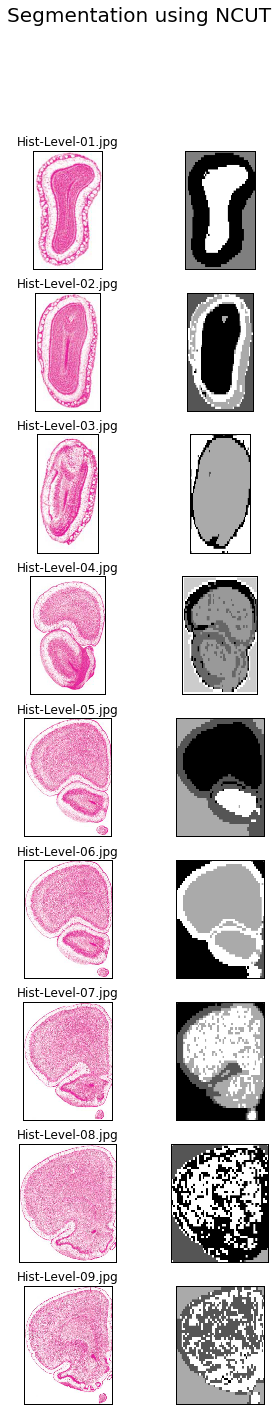 Segmentation using NCUT
Hist-Level-01.jpg
Hist-Level-02.jpg
Hist-Level-03.jpg
Hist-Level-04.jpg
Hist-Level-05.jpg
Hist-Level-06.jpg
Hist-Level-07.jpg
Hist-Level-08.jpg
Hist-Level-09.jpg